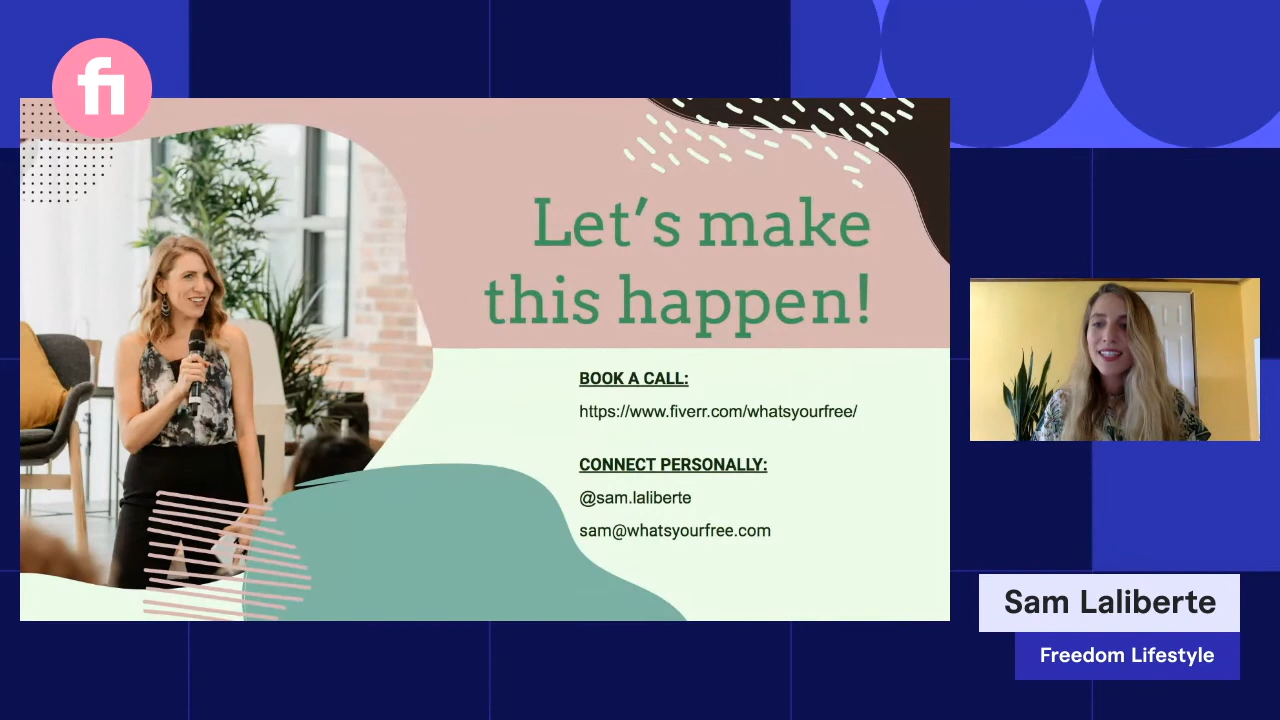 fi
Let's make
this happen!
BOOK A CALL:
https://www.fiverr.com/whatsyourfree/
CONNECT PERSONALLY:
@sam.laliberte
sam@whatsyourfree.com
Sam Laliberte
Freedom Lifestyle